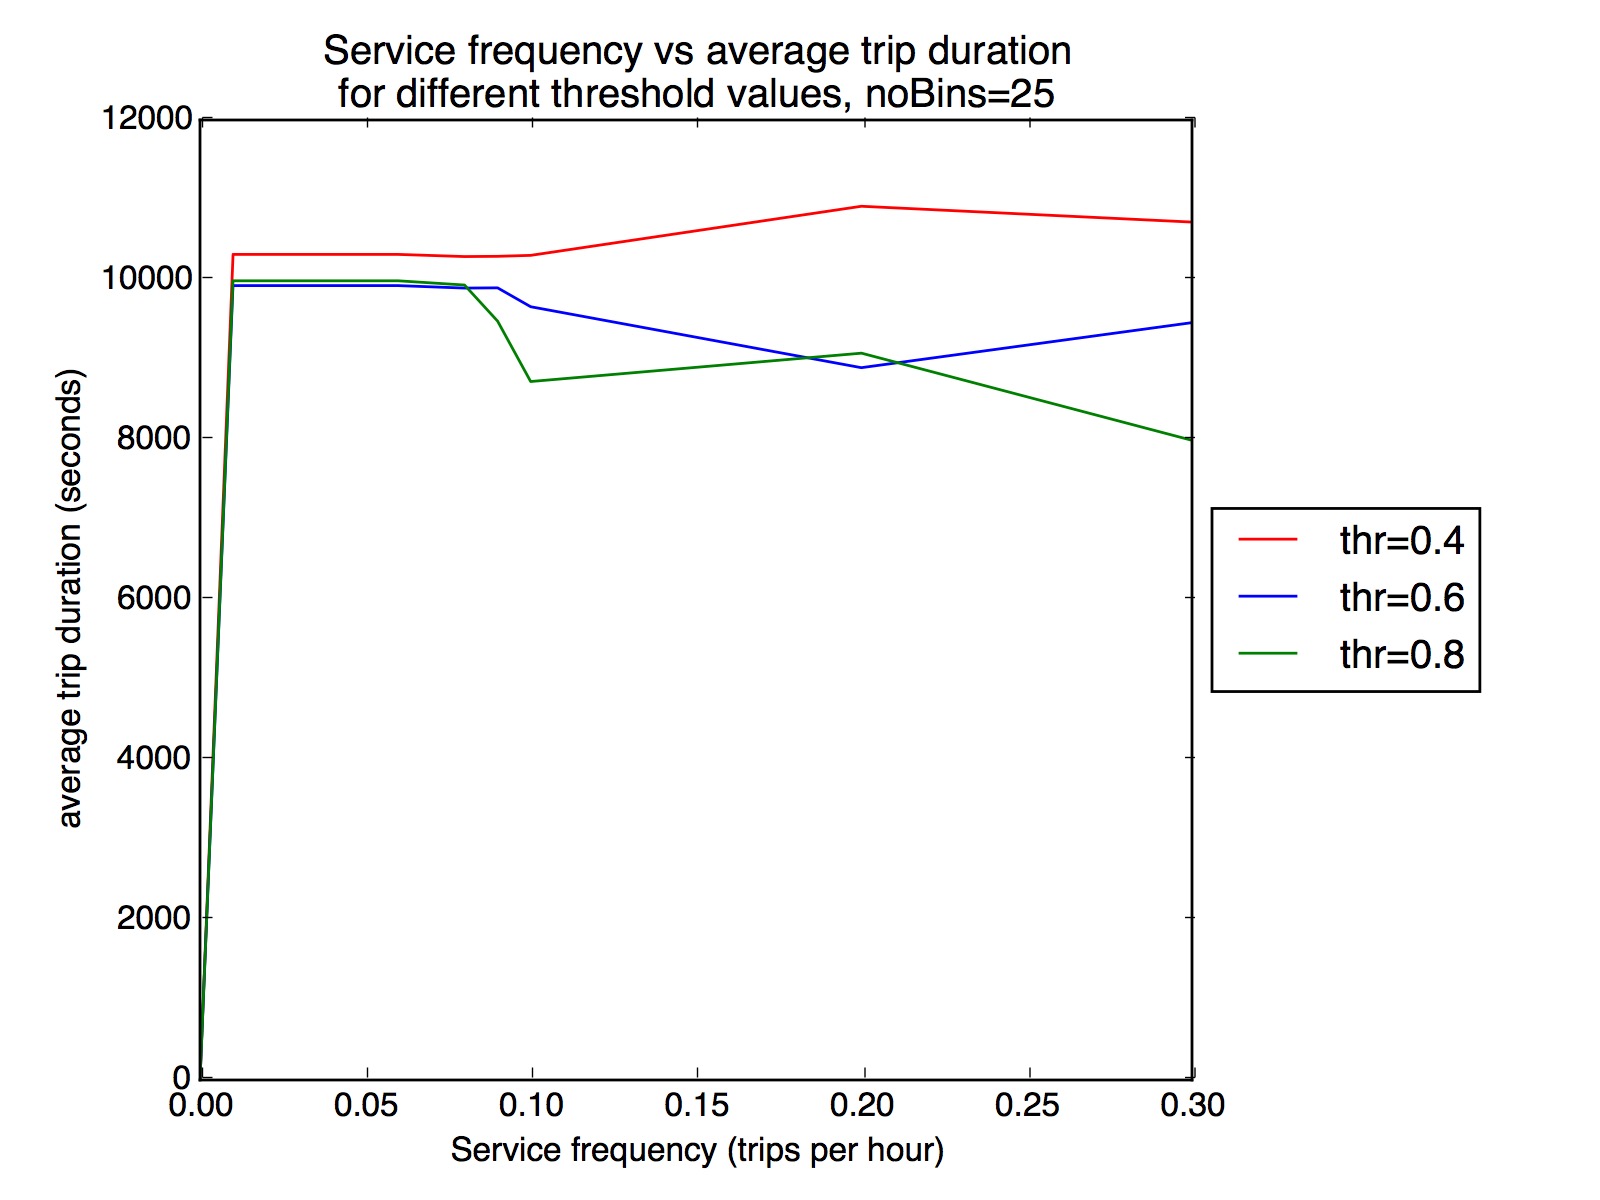 Service frequency vs average trip duration
for different threshold values, noBins=25
12000
10000
8000
6000
4000
2000
0
average trip duration (seconds)
0.00 0.05 0.10 0.15 0.20 0.25 0.30
Service frequency (trips per hour)
thr=0.4
thr=0.6
thr=0.8